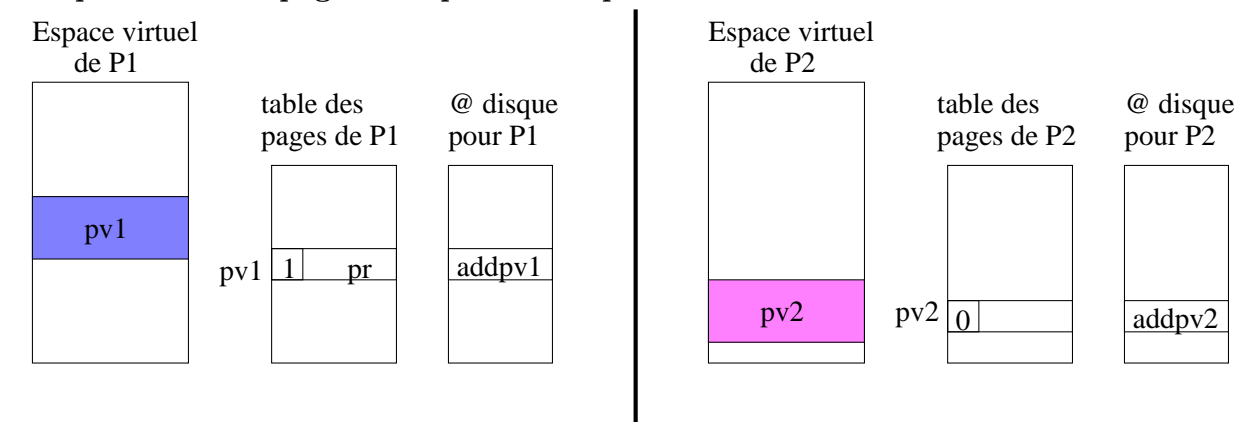 Espace virtuel
de P1
table des
pages de P1
@ disque
pour P1
pv1
pv1
1
pr
addpv1
Espace virtuel
de P2
table des
pages de P2
@ disque
pour P2
pv2
pv2
0
addpv2